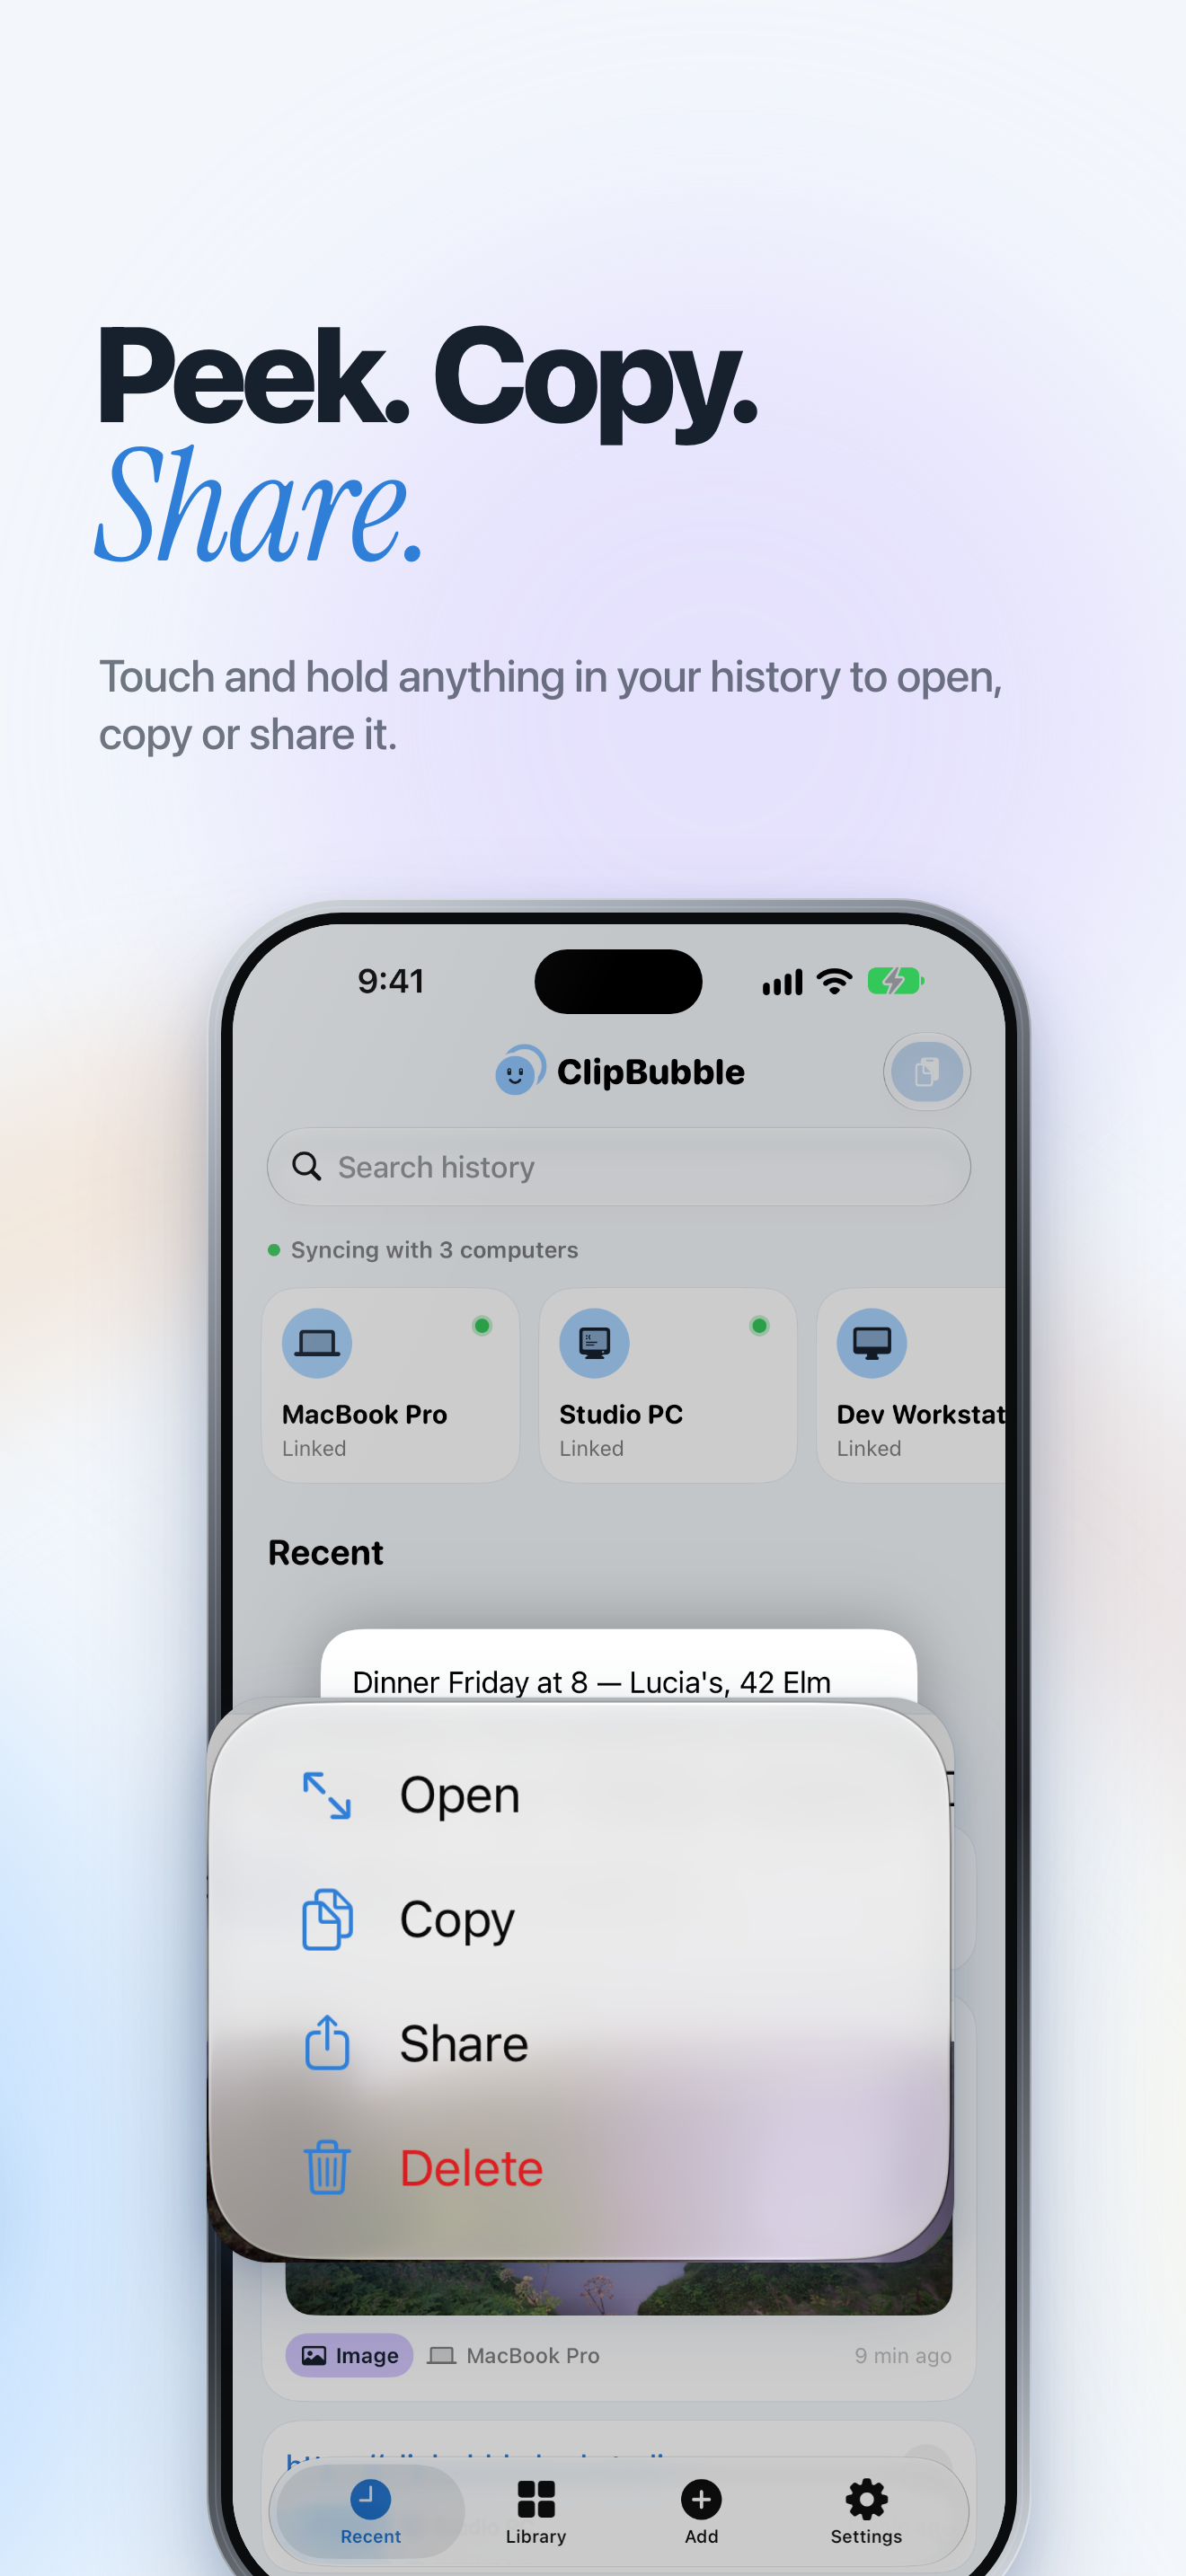 Peek. Copy.
Share.
Touch and hold anything in your history to open,
copy or share it.
9:41
ClipBubble
Search history
Syncing with 3 computers
MacBook Pro
Linked
Studio PC
Linked
Dev Workstat
Linked
Recent
Dinner Friday at 8 — Lucia's, 42 Elm
Open
Copy
Share
Delete
Image
MacBook Pro
9 min ago
Recent
Library
Add
Settings